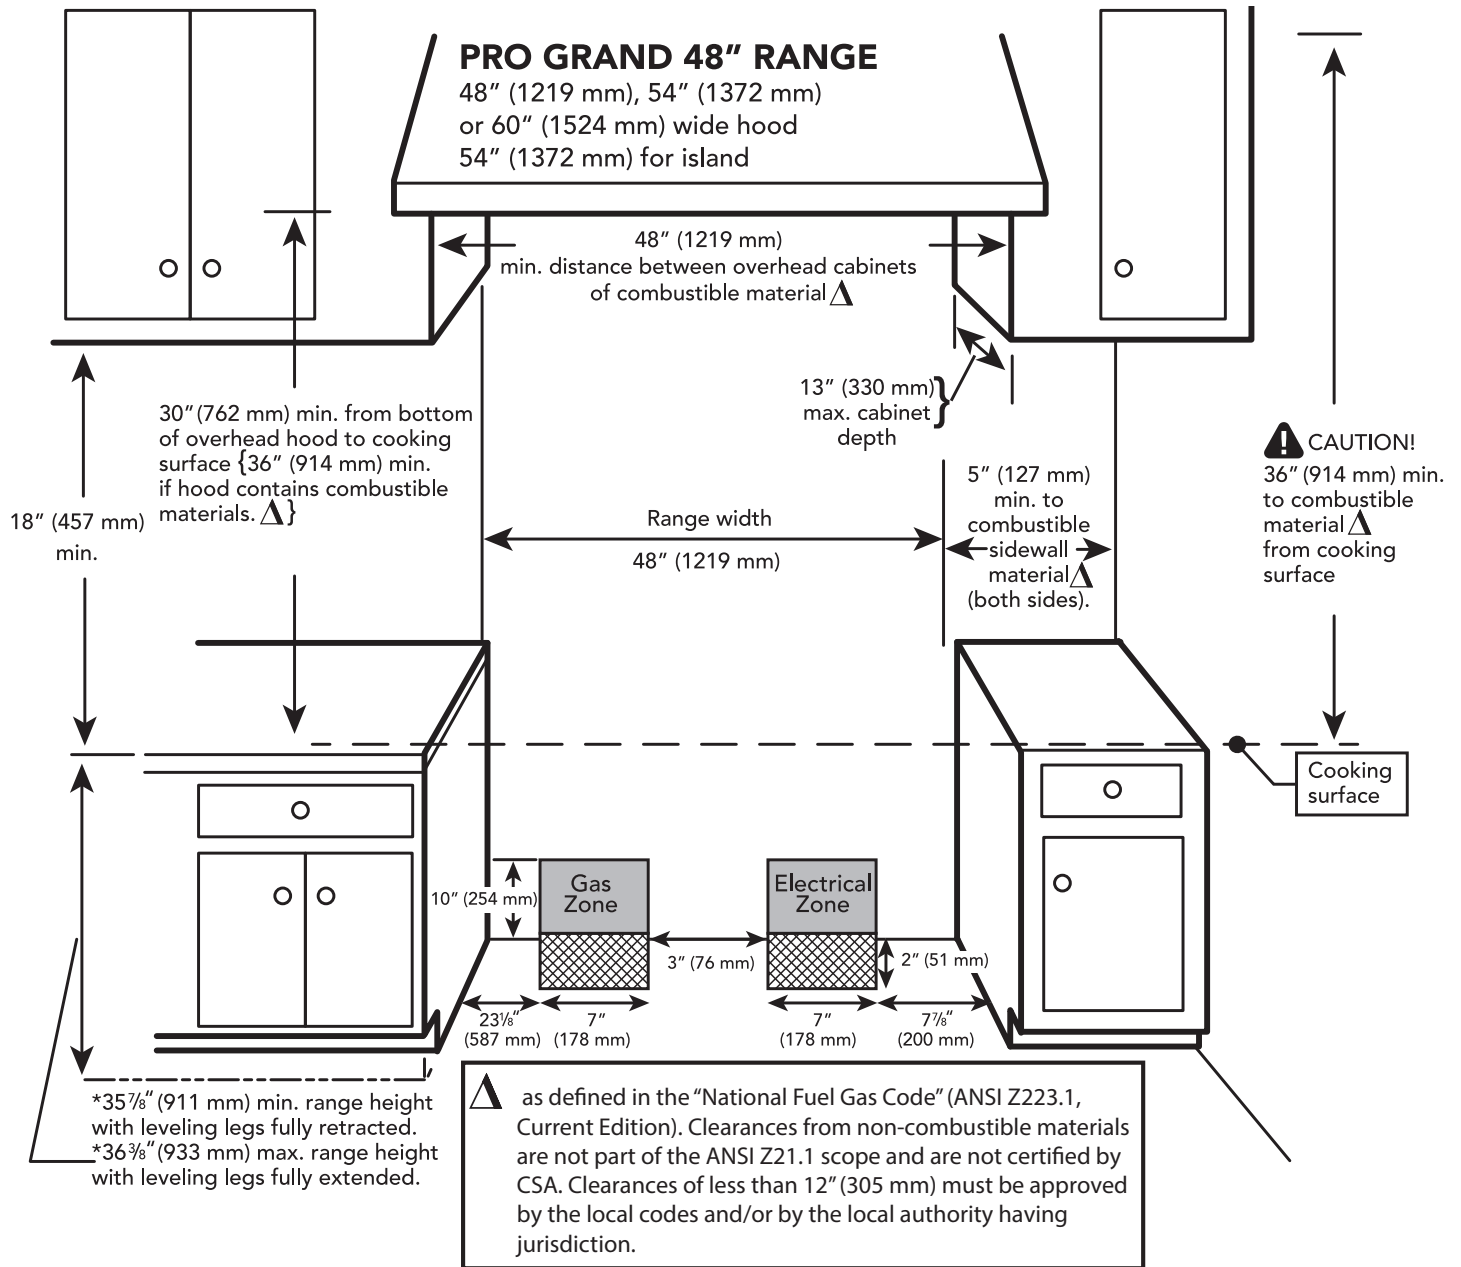 PRO GRAND 48” RANGE
48” (1219 mm), 54” (1372 mm)
or 60” (1524 mm) wide hood
54” (1372 mm) for island
48” (1219 mm)
min. distance between overhead cabinets
of combustible material Δ
13” (330 mm)}
max. cabinet
depth
30” (762 mm) min. from bottom
of overhead hood to cooking
surface {36” (914 mm) min.
if hood contains combustible
materials. Δ}
18” (457 mm)
min.
Range width
48” (1219 mm)
5” (127 mm)
min. to
combustible
sidewall
material Δ
(both sides).
CAUTION!
36” (914 mm) min.
to combustible
material Δ
from cooking
surface
Cooking
surface
Gas
Zone
Electrical
Zone
10” (254 mm)
3” (76 mm)
2” (51 mm)
23⅛”
(587 mm)
7”
(178 mm)
7”
(178 mm)
7⅞”
(200 mm)
*35⅞” (911 mm) min. range height
with leveling legs fully retracted.
*36⅜” (933 mm) max. range height
with leveling legs fully extended.
Δ as defined in the “National Fuel Gas Code” (ANSI Z223.1,
Current Edition). Clearances from non-combustible materials
are not part of the ANSI Z21.1 scope and are not certified by
CSA. Clearances of less than 12” (305 mm) must be approved
by the local codes and/or by the local authority having
jurisdiction.